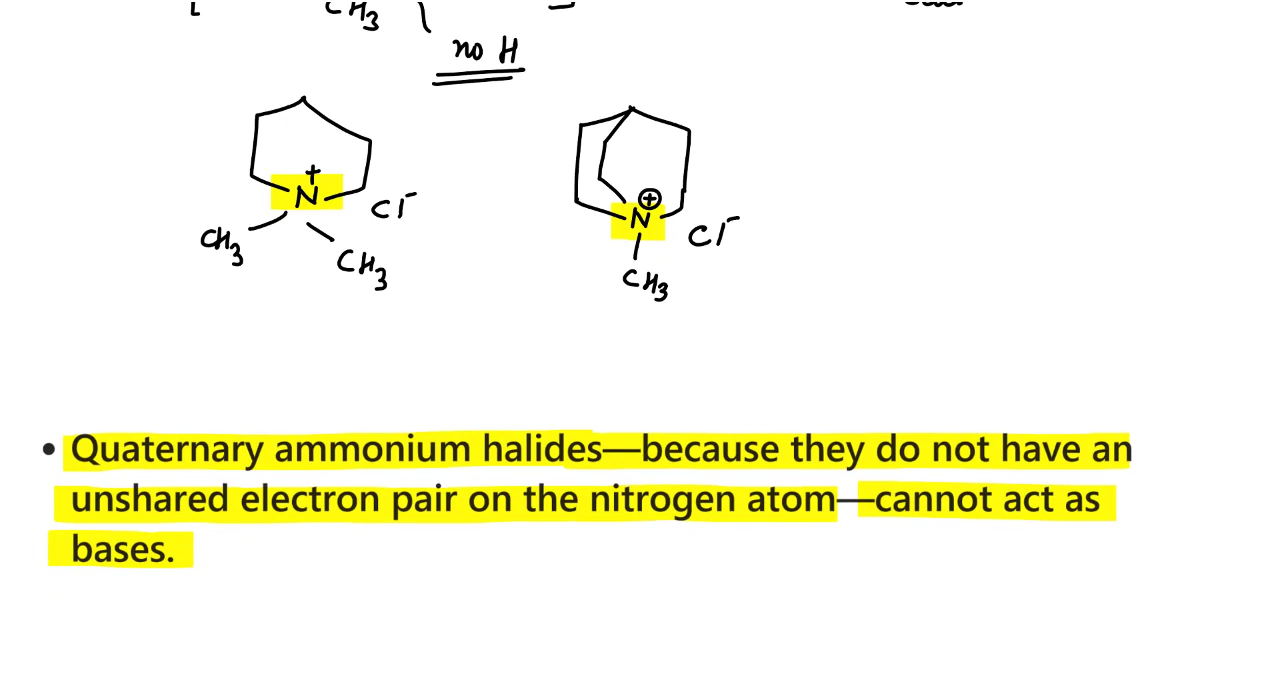 CH3
no H
+
N
Cl-
CH3
CH3
+
N
Cl-
CH3
• Quaternary ammonium halides—because they do not have an
unshared electron pair on the nitrogen atom—cannot act as
bases.